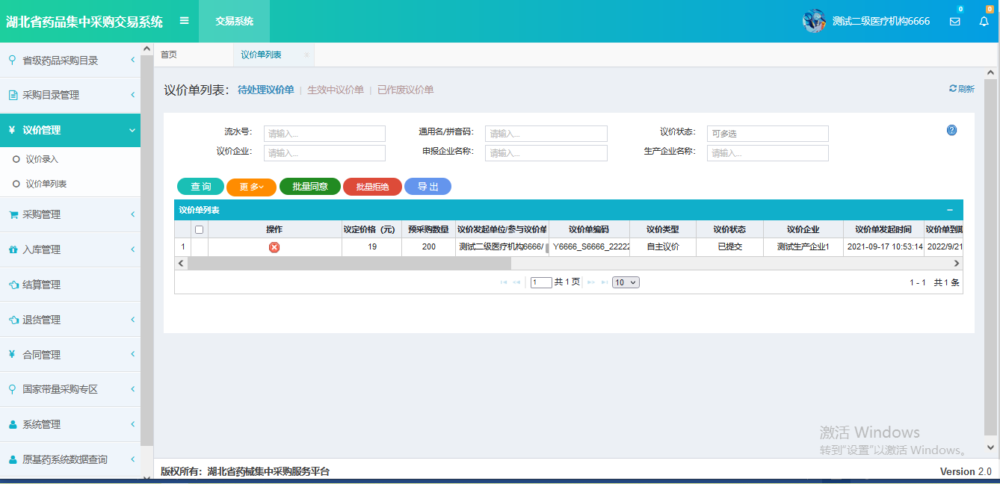 湖北省药品集中采购交易系统 交易系统 测试二级医疗机构6666 0 0
省级药品采购目录
采购目录管理
¥ 议价管理
议价录入
议价单列表
采购管理
入库管理
结算管理
退货管理
¥ 合同管理
国家带量采购专区
系统管理
原基药系统数据查询
首页 议价单列表
议价单列表: 待处理议价单 | 生效中议价单 | 已作废议价单 刷新
流水号: 请输入... 通用名/拼音码: 请输入... 议价状态: 可多选
议价企业: 请输入... 申报企业名称: 请输入... 生产企业名称: 请输入...
查询 更多 批量同意 批量拒绝 导出
议价单列表
操作 议定价格（元） 预采购数量 议价发起单位/参与议价单 议价单编码 议价类型 议价状态 议价企业 议价单发起时间 议价单到期
1 19 200 测试二级医疗机构6666/ Y6666_S6666_22222 自主议价 已提交 测试生产企业1 2021-09-17 10:53:14 2022/9/21
1 共 1 页 10 1 - 1 共 1 条
激活 Windows
转到"设置"以激活 Windows。
版权所有：湖北省药械集中采购服务平台 Version 2.0